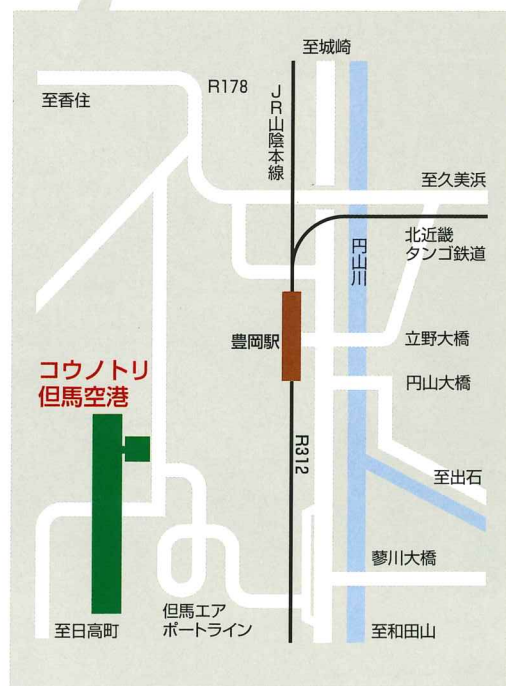 至城崎
R178
JR山陰本線
至香住
至久美浜
北近畿
タンゴ鉄道
円山川
豊岡駅
立野大橋
コウノトリ
但馬空港
円山大橋
R312
至出石
蓼川大橋
但馬エア
ポートライン
至日高町
至和田山